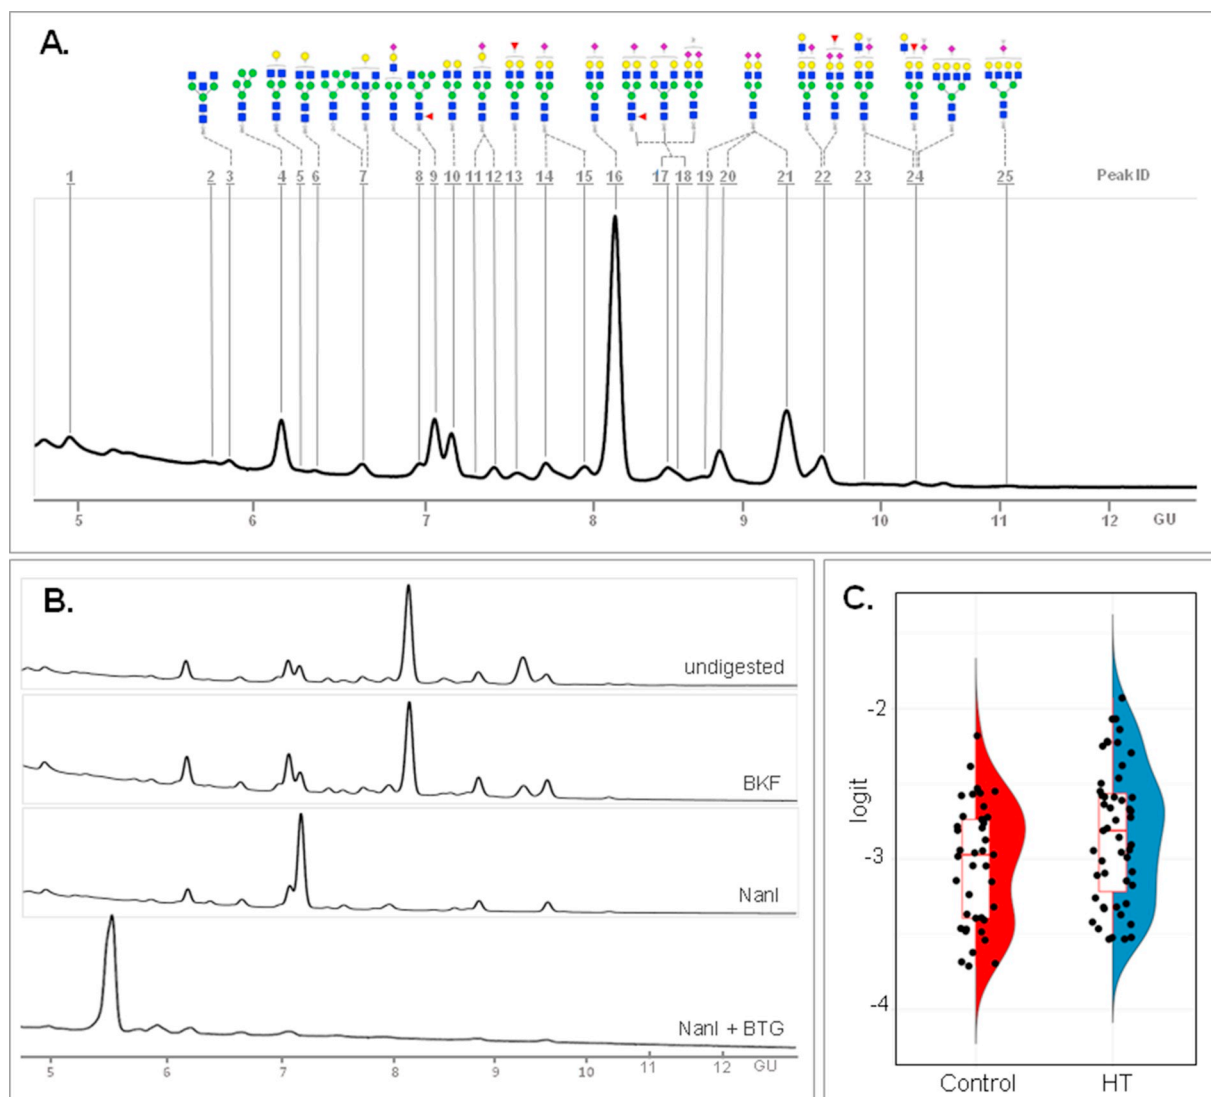 A.
1 2 3 4 5 6 7 8 9 10 11 12 13 14 15 16 17 18 19 20 21 22 23 24 25 Peak ID
5 6 7 8 9 10 11 12 GU
B.
undigested
BKF
NanI
NanI + BTG
5 6 7 8 9 10 11 12 GU
C.
logit
-2
-3
-4
Control HT